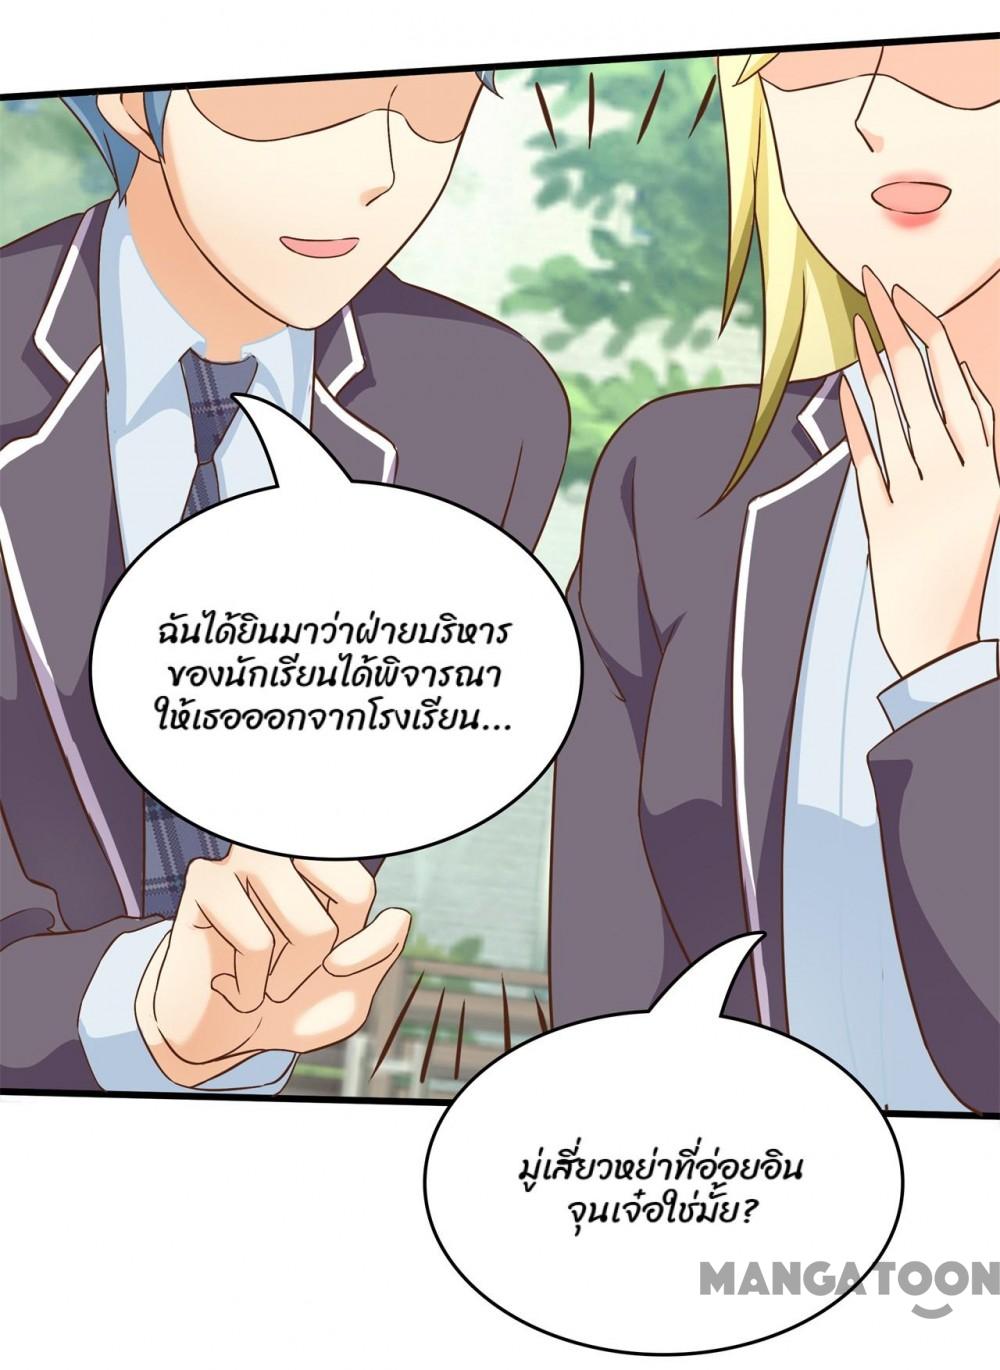 ฉันได้ยินมาว่าฝ่ายบริหาร
ของนักเรียนได้พิจารณา
ให้เธอออกจากโรงเรียน...
มู่เสี่ยวหย่าที่อ่อยอิน
จุนเจ๋อใช่มั้ย?
MANGATOON